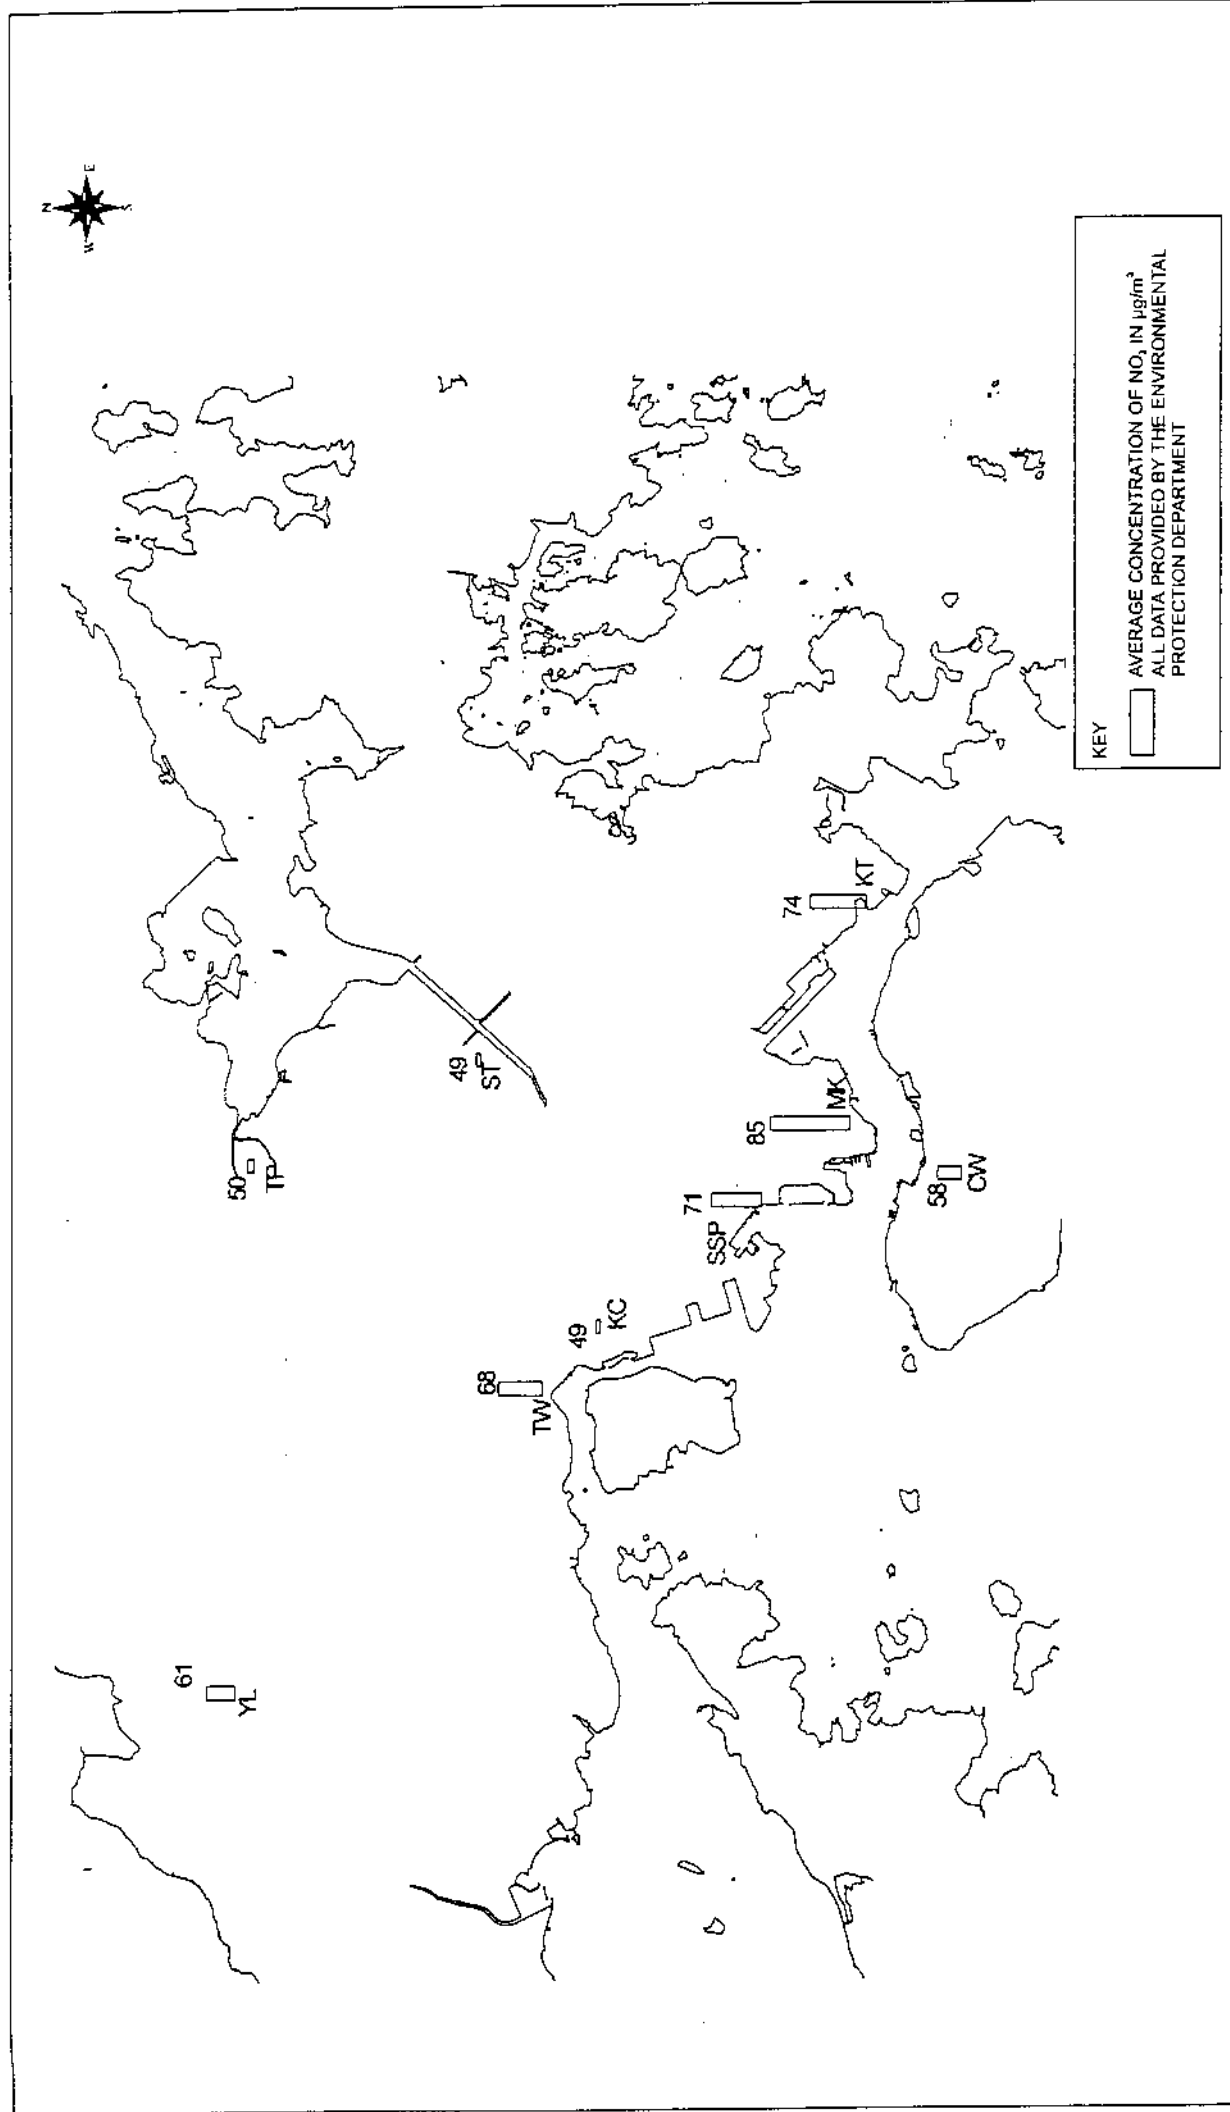 N
W
E
S
61
YL
50
TP
49
ST
68
TW
49
KC
SSP
71
85
MK
74
KT
58
CW
KEY
AVERAGE CONCENTRATION OF NO₂ IN µg/m³
ALL DATA PROVIDED BY THE ENVIRONMENTAL
PROTECTION DEPARTMENT